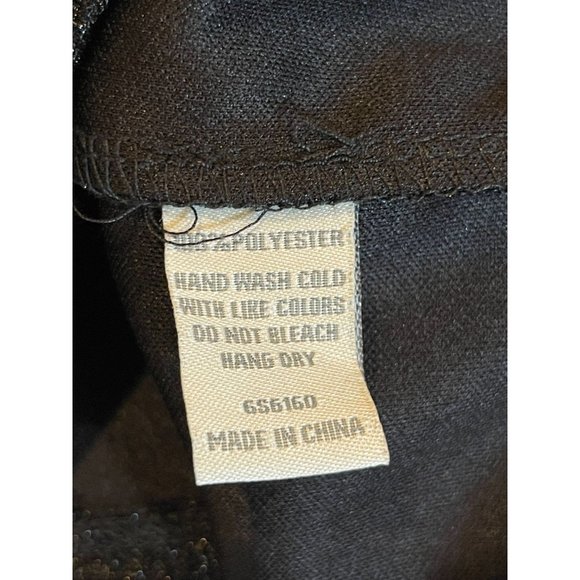 100%POLYESTER
HAND WASH COLD
WITH LIKE COLORS
DO NOT BLEACH
HANG DRY
6S6160
MADE IN CHINA